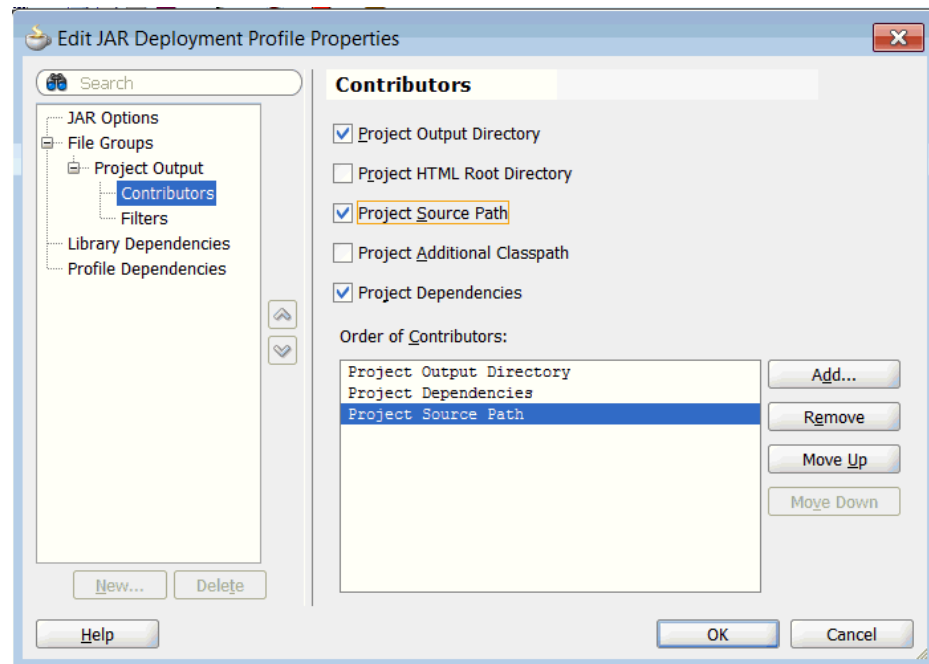 Edit JAR Deployment Profile Properties
Search
JAR Options
File Groups
Project Output
Contributors
Filters
Library Dependencies
Profile Dependencies
New...
Delete
Contributors
Project Output Directory
Project HTML Root Directory
Project Source Path
Project Additional Classpath
Project Dependencies
Order of Contributors:
Project Output Directory
Project Dependencies
Project Source Path
Add...
Remove
Move Up
Move Down
Help
OK
Cancel